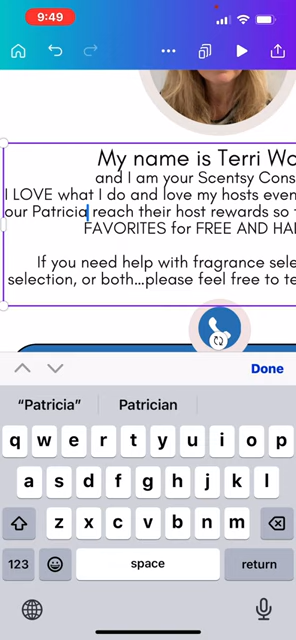 9:49
My name is Terri Wo
and I am your Scentsy Cons
I LOVE what I do and love my hosts even
our Patricia reach their host rewards so
FAVORITES for FREE AND HAL
If you need help with fragrance sele
selection, or both...please feel free to te
Done
"Patricia" Patrician
q w e r t y u i o p
a s d f g h j k l
z x c v b n m
123 space return